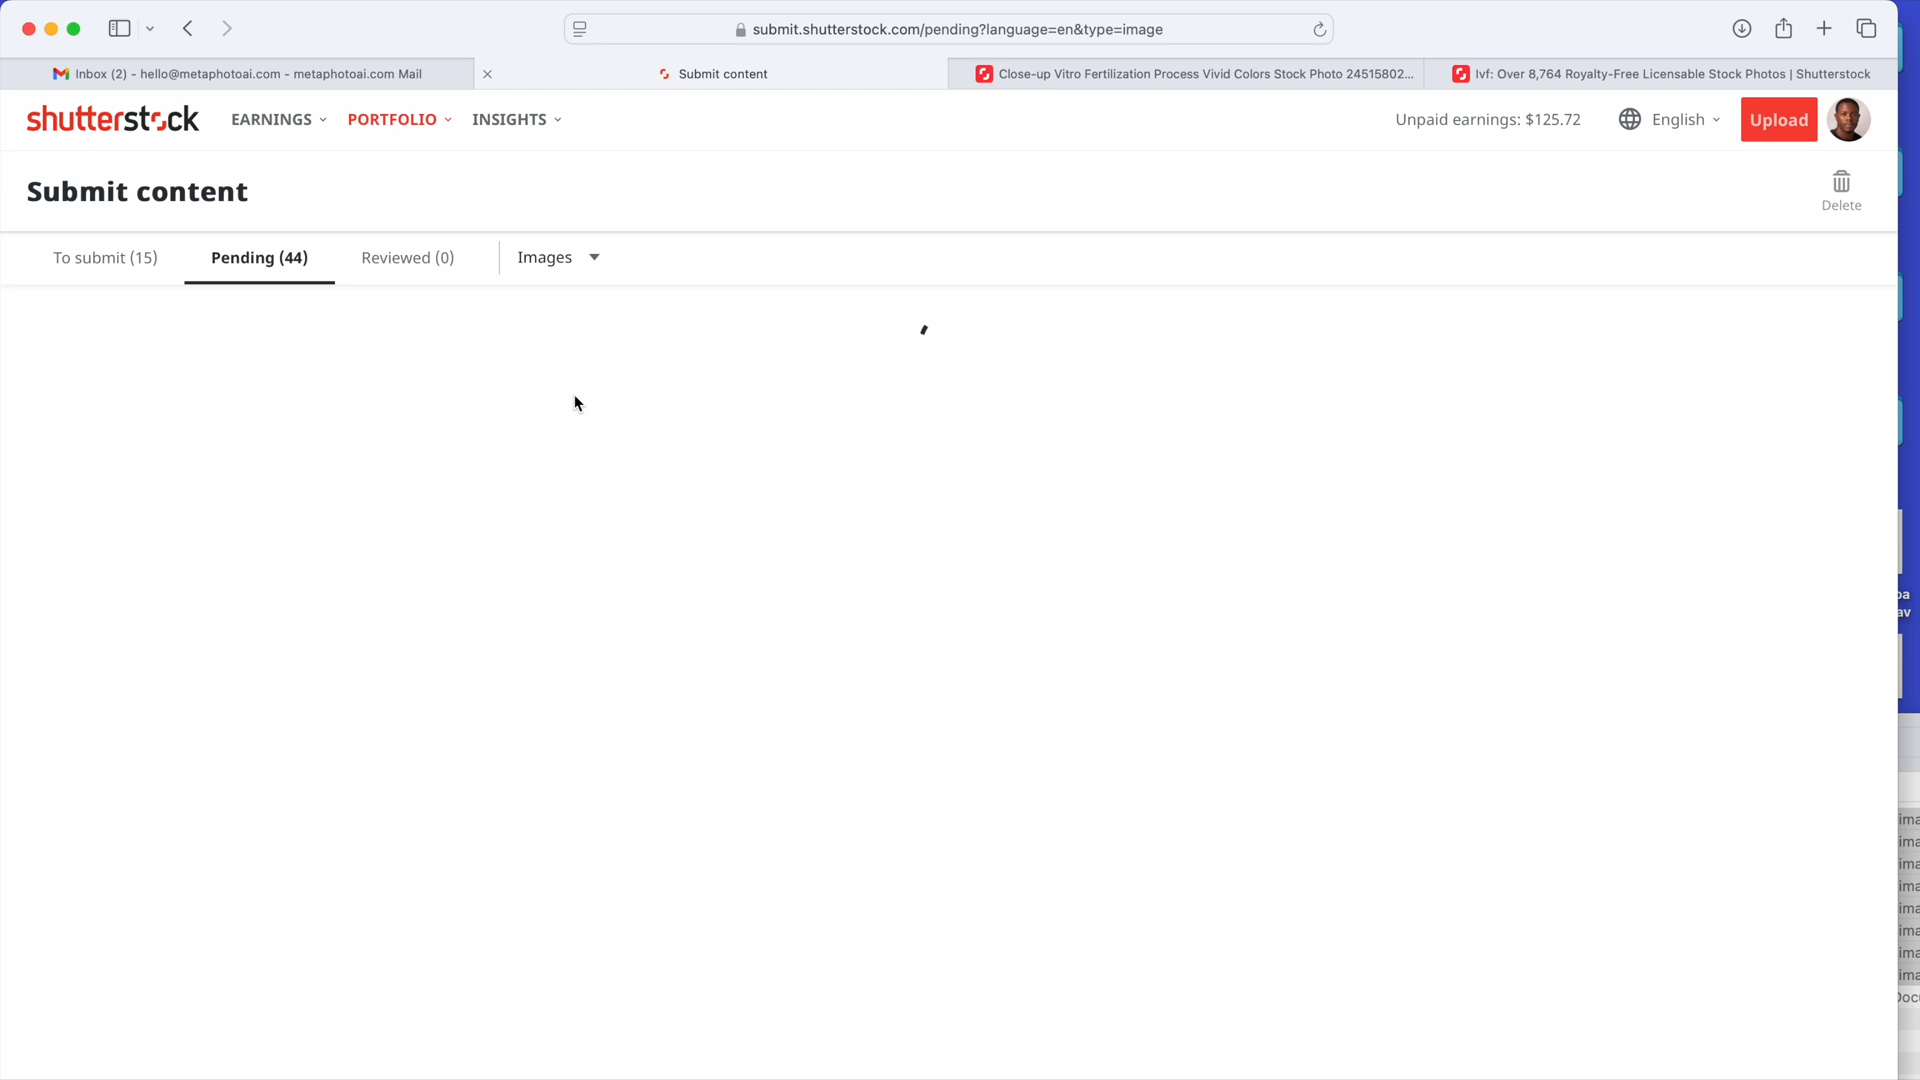 submit.shutterstock.com/pending?language=en&type=image
Inbox (2) - hello@metaphotoai.com - metaphotoai.com Mail
Submit content
Close-up Vitro Fertilization Process Vivid Colors Stock Photo 24515802...
Ivf: Over 8,764 Royalty-Free Licensable Stock Photos | Shutterstock
shutterstock
EARNINGS
PORTFOLIO
INSIGHTS
Unpaid earnings: $125.72
English
Upload
Submit content
Delete
To submit (15)
Pending (44)
Reviewed (0)
Images